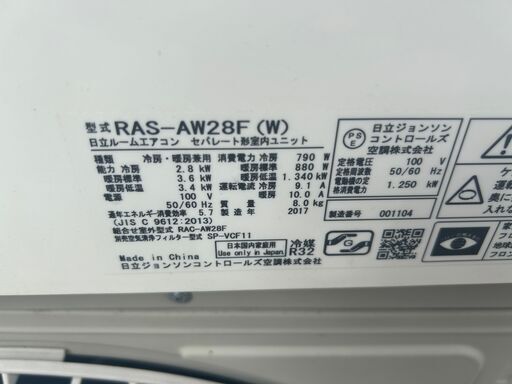 型式 RAS-AW28F (W)
日立ルームエアコン セパレート形室内ユニット
種類 冷房・暖房兼用 消費電力 冷房 790 W
能力 冷房 2.8 kW 暖房標準 880 W
暖房標準 3.6 kW 暖房低温 1.340 kW
暖房低温 3.4 kW 運転電流 冷房 9.1 A
電源 100 V 暖房 10.0 A
50/60 Hz 質量 8.0 kg
通年エネルギー消費効率 5.7 製造年 2017
(JIS C 9612:2013)
組合せ室外型式 RAC-AW28F
別売空気清浄フィルター型式 SP-VCF11
日本国内家庭用
Use only in Japan
冷媒
R32
Made in China
日立ジョンソンコントロールズ空調株式会社
PS
E
日立ジョンソン
コントロールズ
空調株式会社
定格電圧 100 V
定格周波数 50/60 Hz
電動機の定格消費電力 1.250 kW
製造番号 001104
G